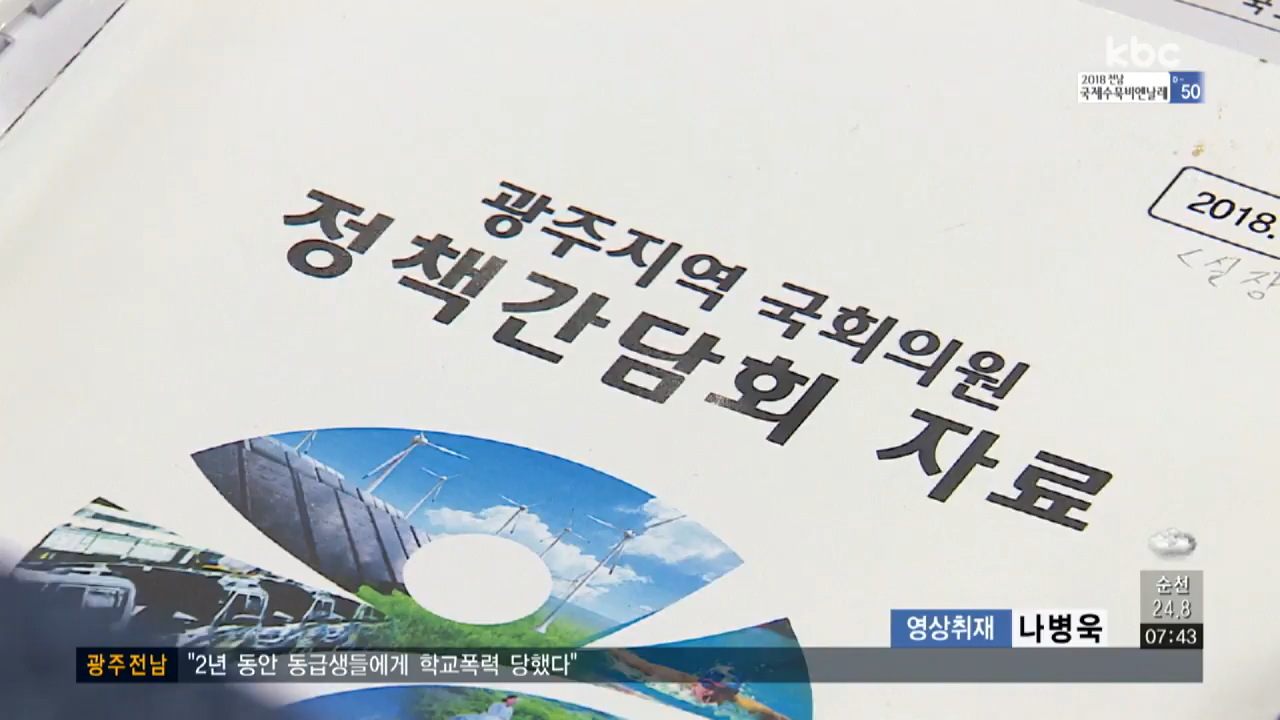 kbc
2018 전남
국제수묵비엔날레
D-50
2018.
<실장
광주지역 국회의원
정책간담회 자료
순천
24.8
07:43
영상취재 나병욱
광주전남 "2년 동안 동급생들에게 학교폭력 당했다"